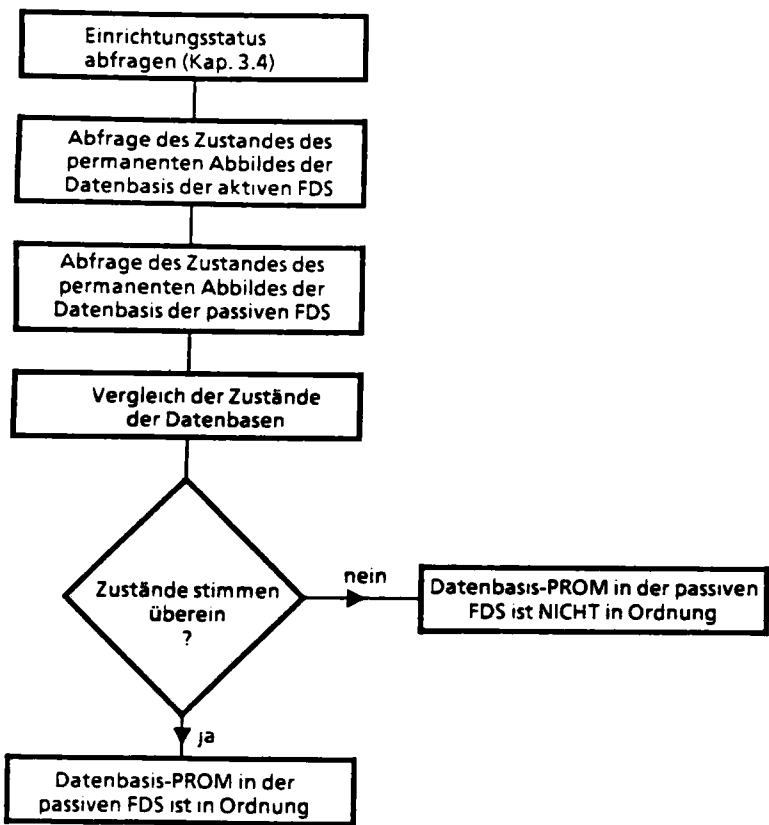 Einrichtungsstatus
abfragen (Kap. 3.4)
Abfrage des Zustandes des
permanenten Abbildes der
Datenbasis der aktiven FDS
Abfrage des Zustandes des
permanenten Abbildes der
Datenbasis der passiven FDS
Vergleich der Zustände
der Datenbasen
Zustände stimmen
überein
?
nein
Datenbasis-PROM in der passiven
FDS ist NICHT in Ordnung
ja
Datenbasis-PROM in der
passiven FDS ist in Ordnung